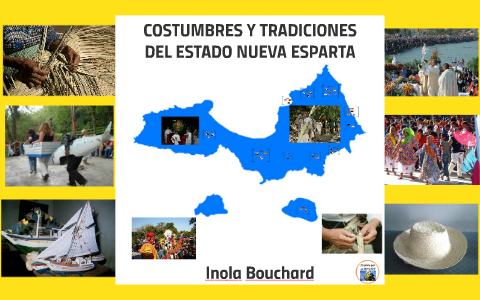 COSTUMBRES Y TRADICIONES
DEL ESTADO NUEVA ESPARTA
Inola Bouchard